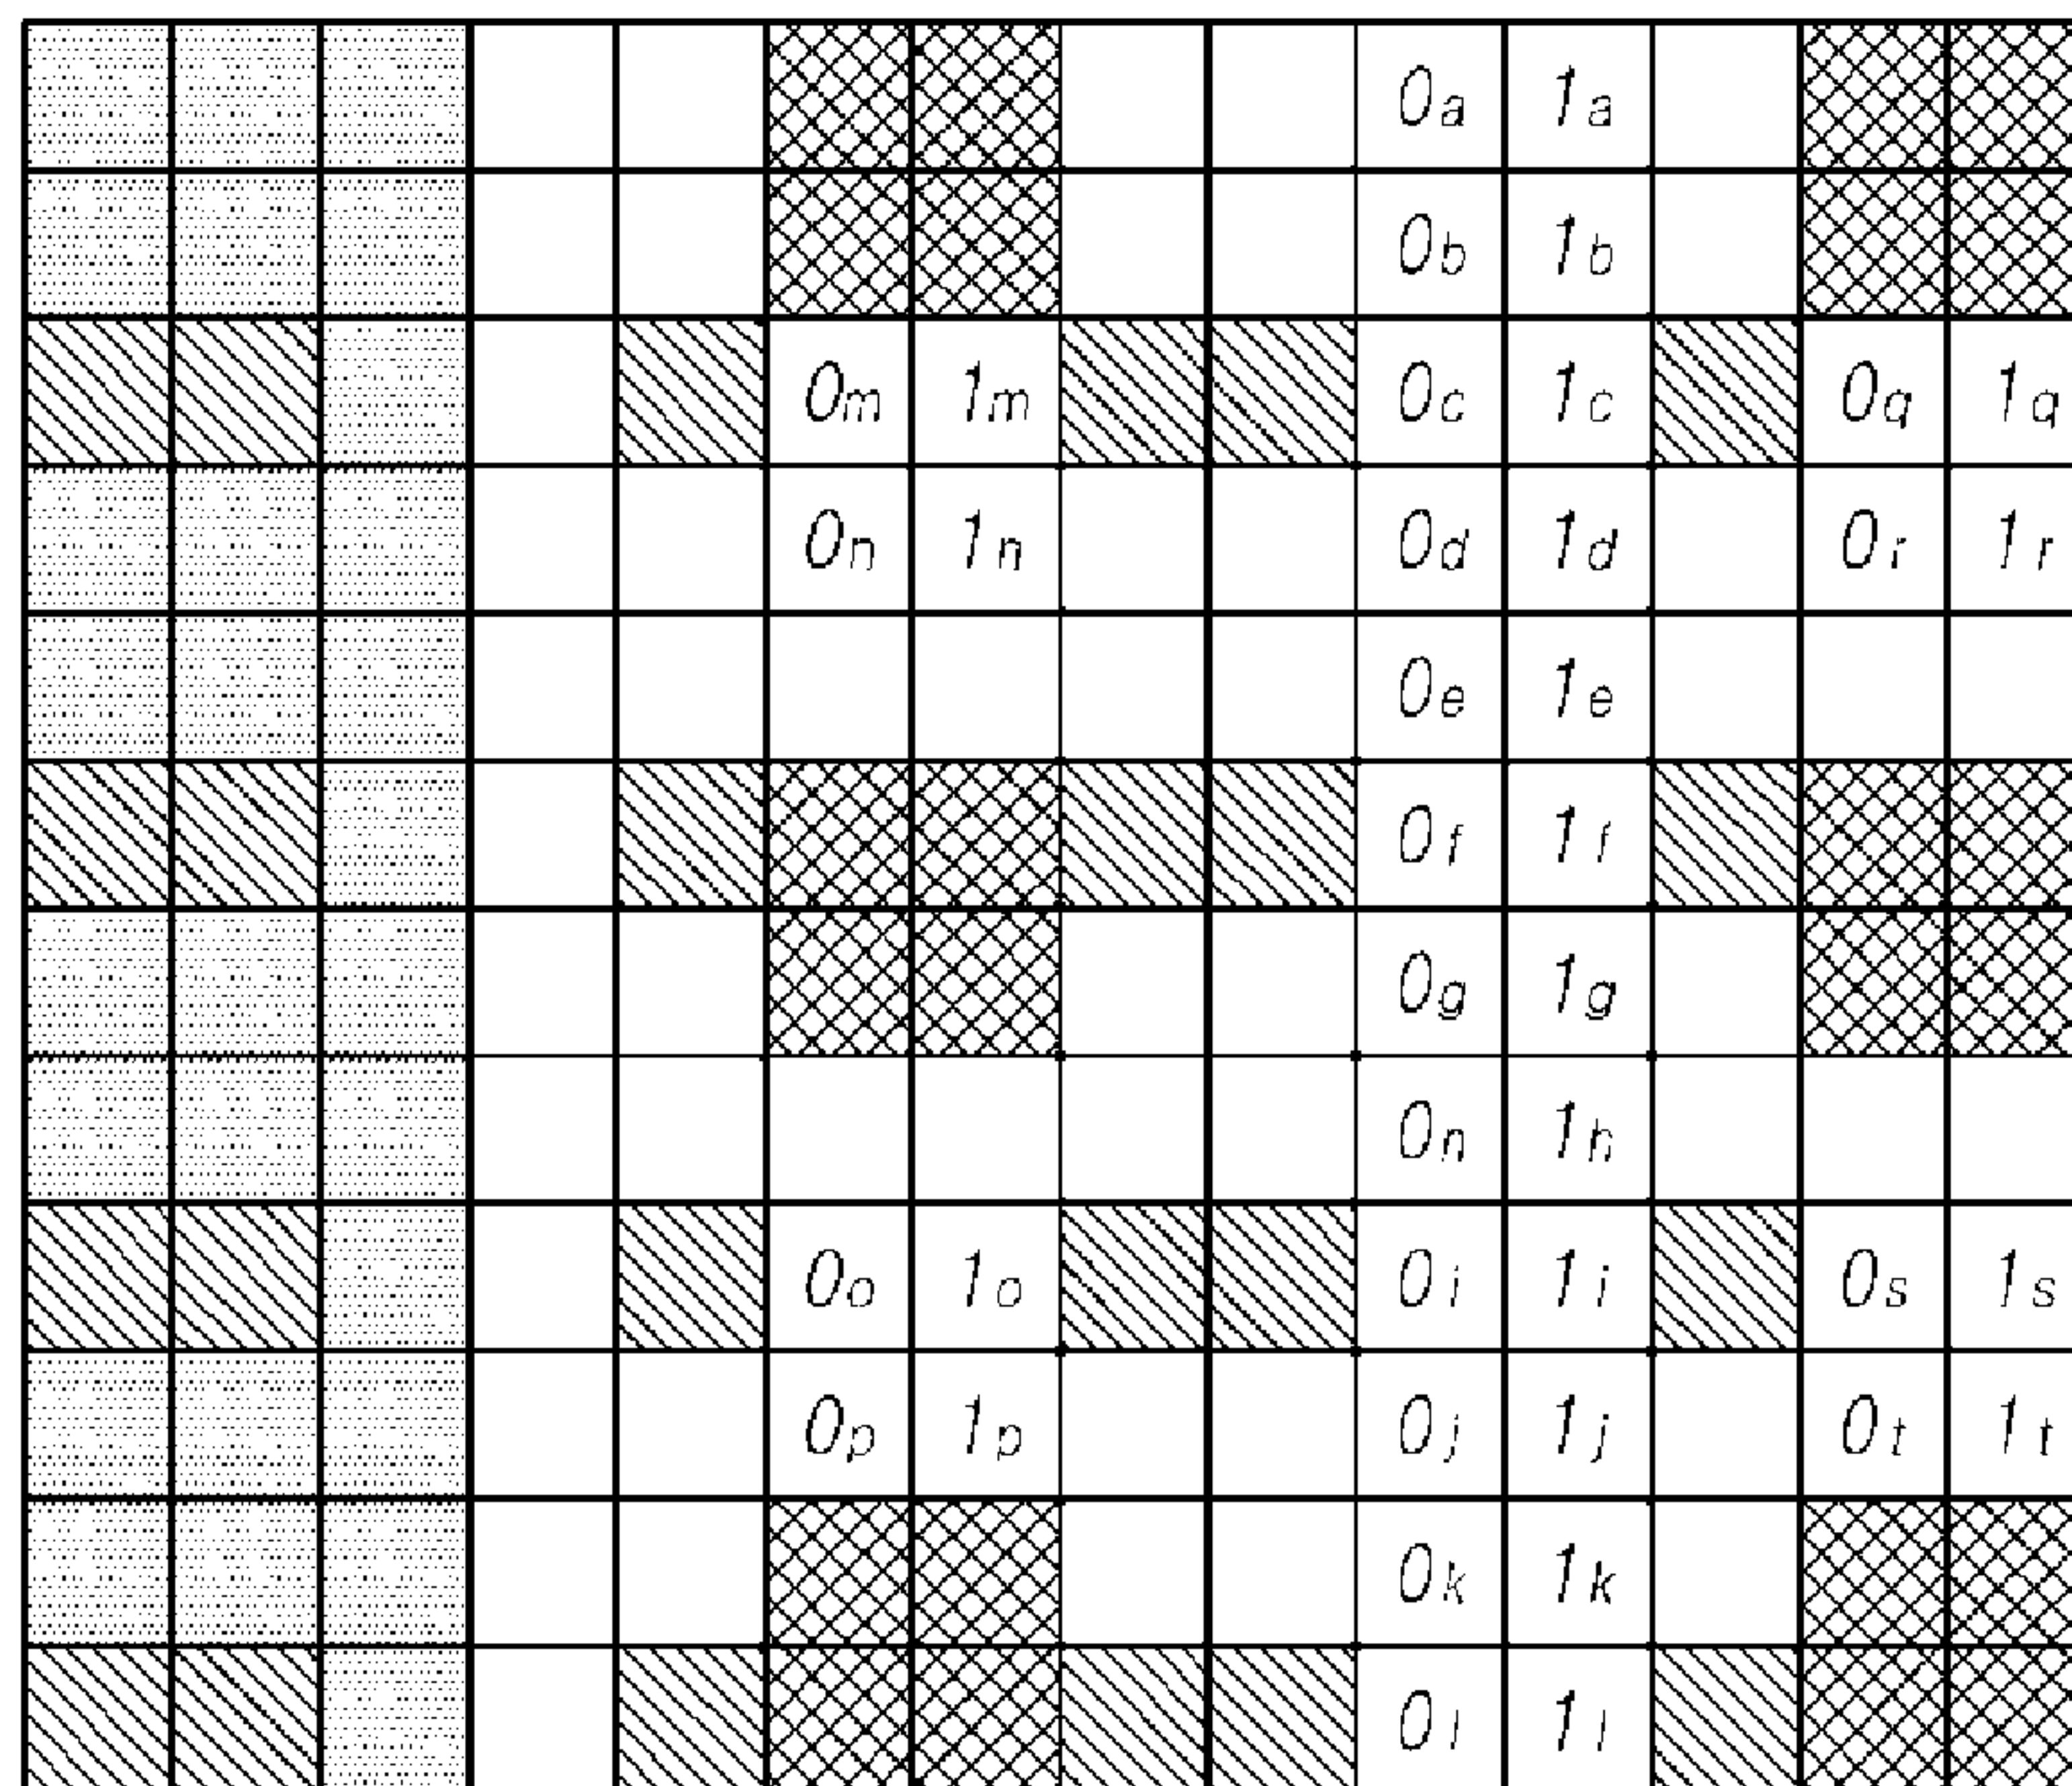 0a 1a
0b 1b
0m 1m 0c 1c 0q 1q
0n 1n 0d 1d 0r 1r
0e 1e
0f 1f
0g 1g
0n 1h
0o 1o 0i 1i 0s 1s
0p 1p 0j 1j 0t 1t
0k 1k
0l 1l